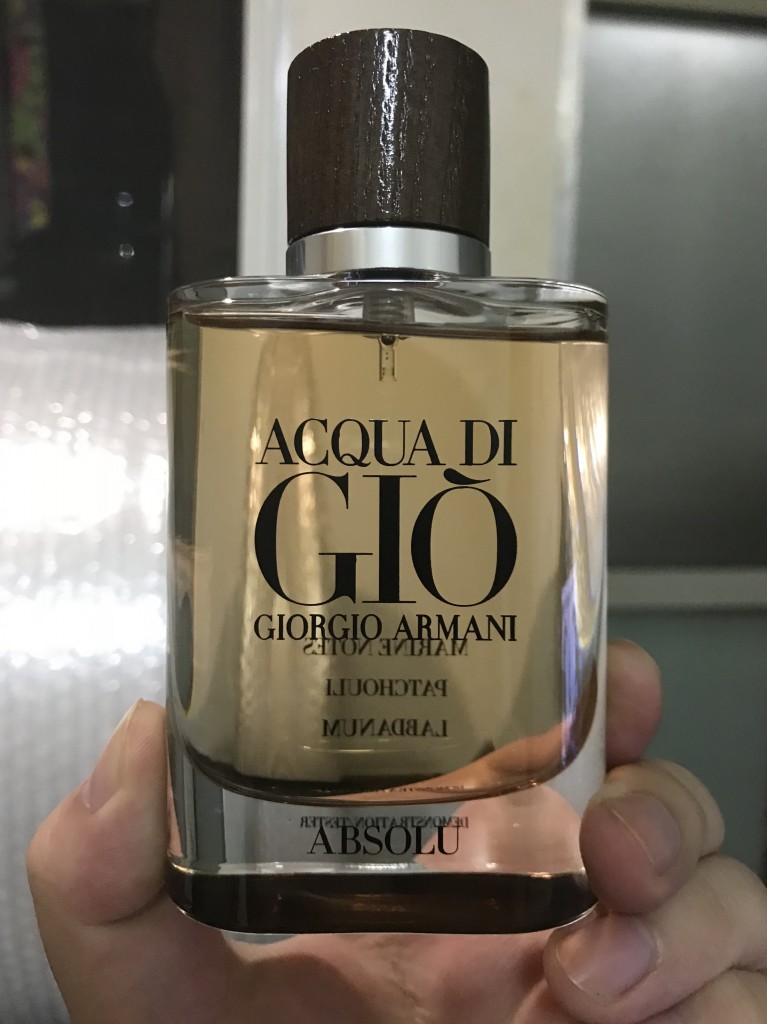 ACQUA DI
GIÒ
GIORGIO ARMANI
MARINE NOTES
PATCHOULI
LABDANUM
DEMONSTRATION/TESTER
ABSOLU